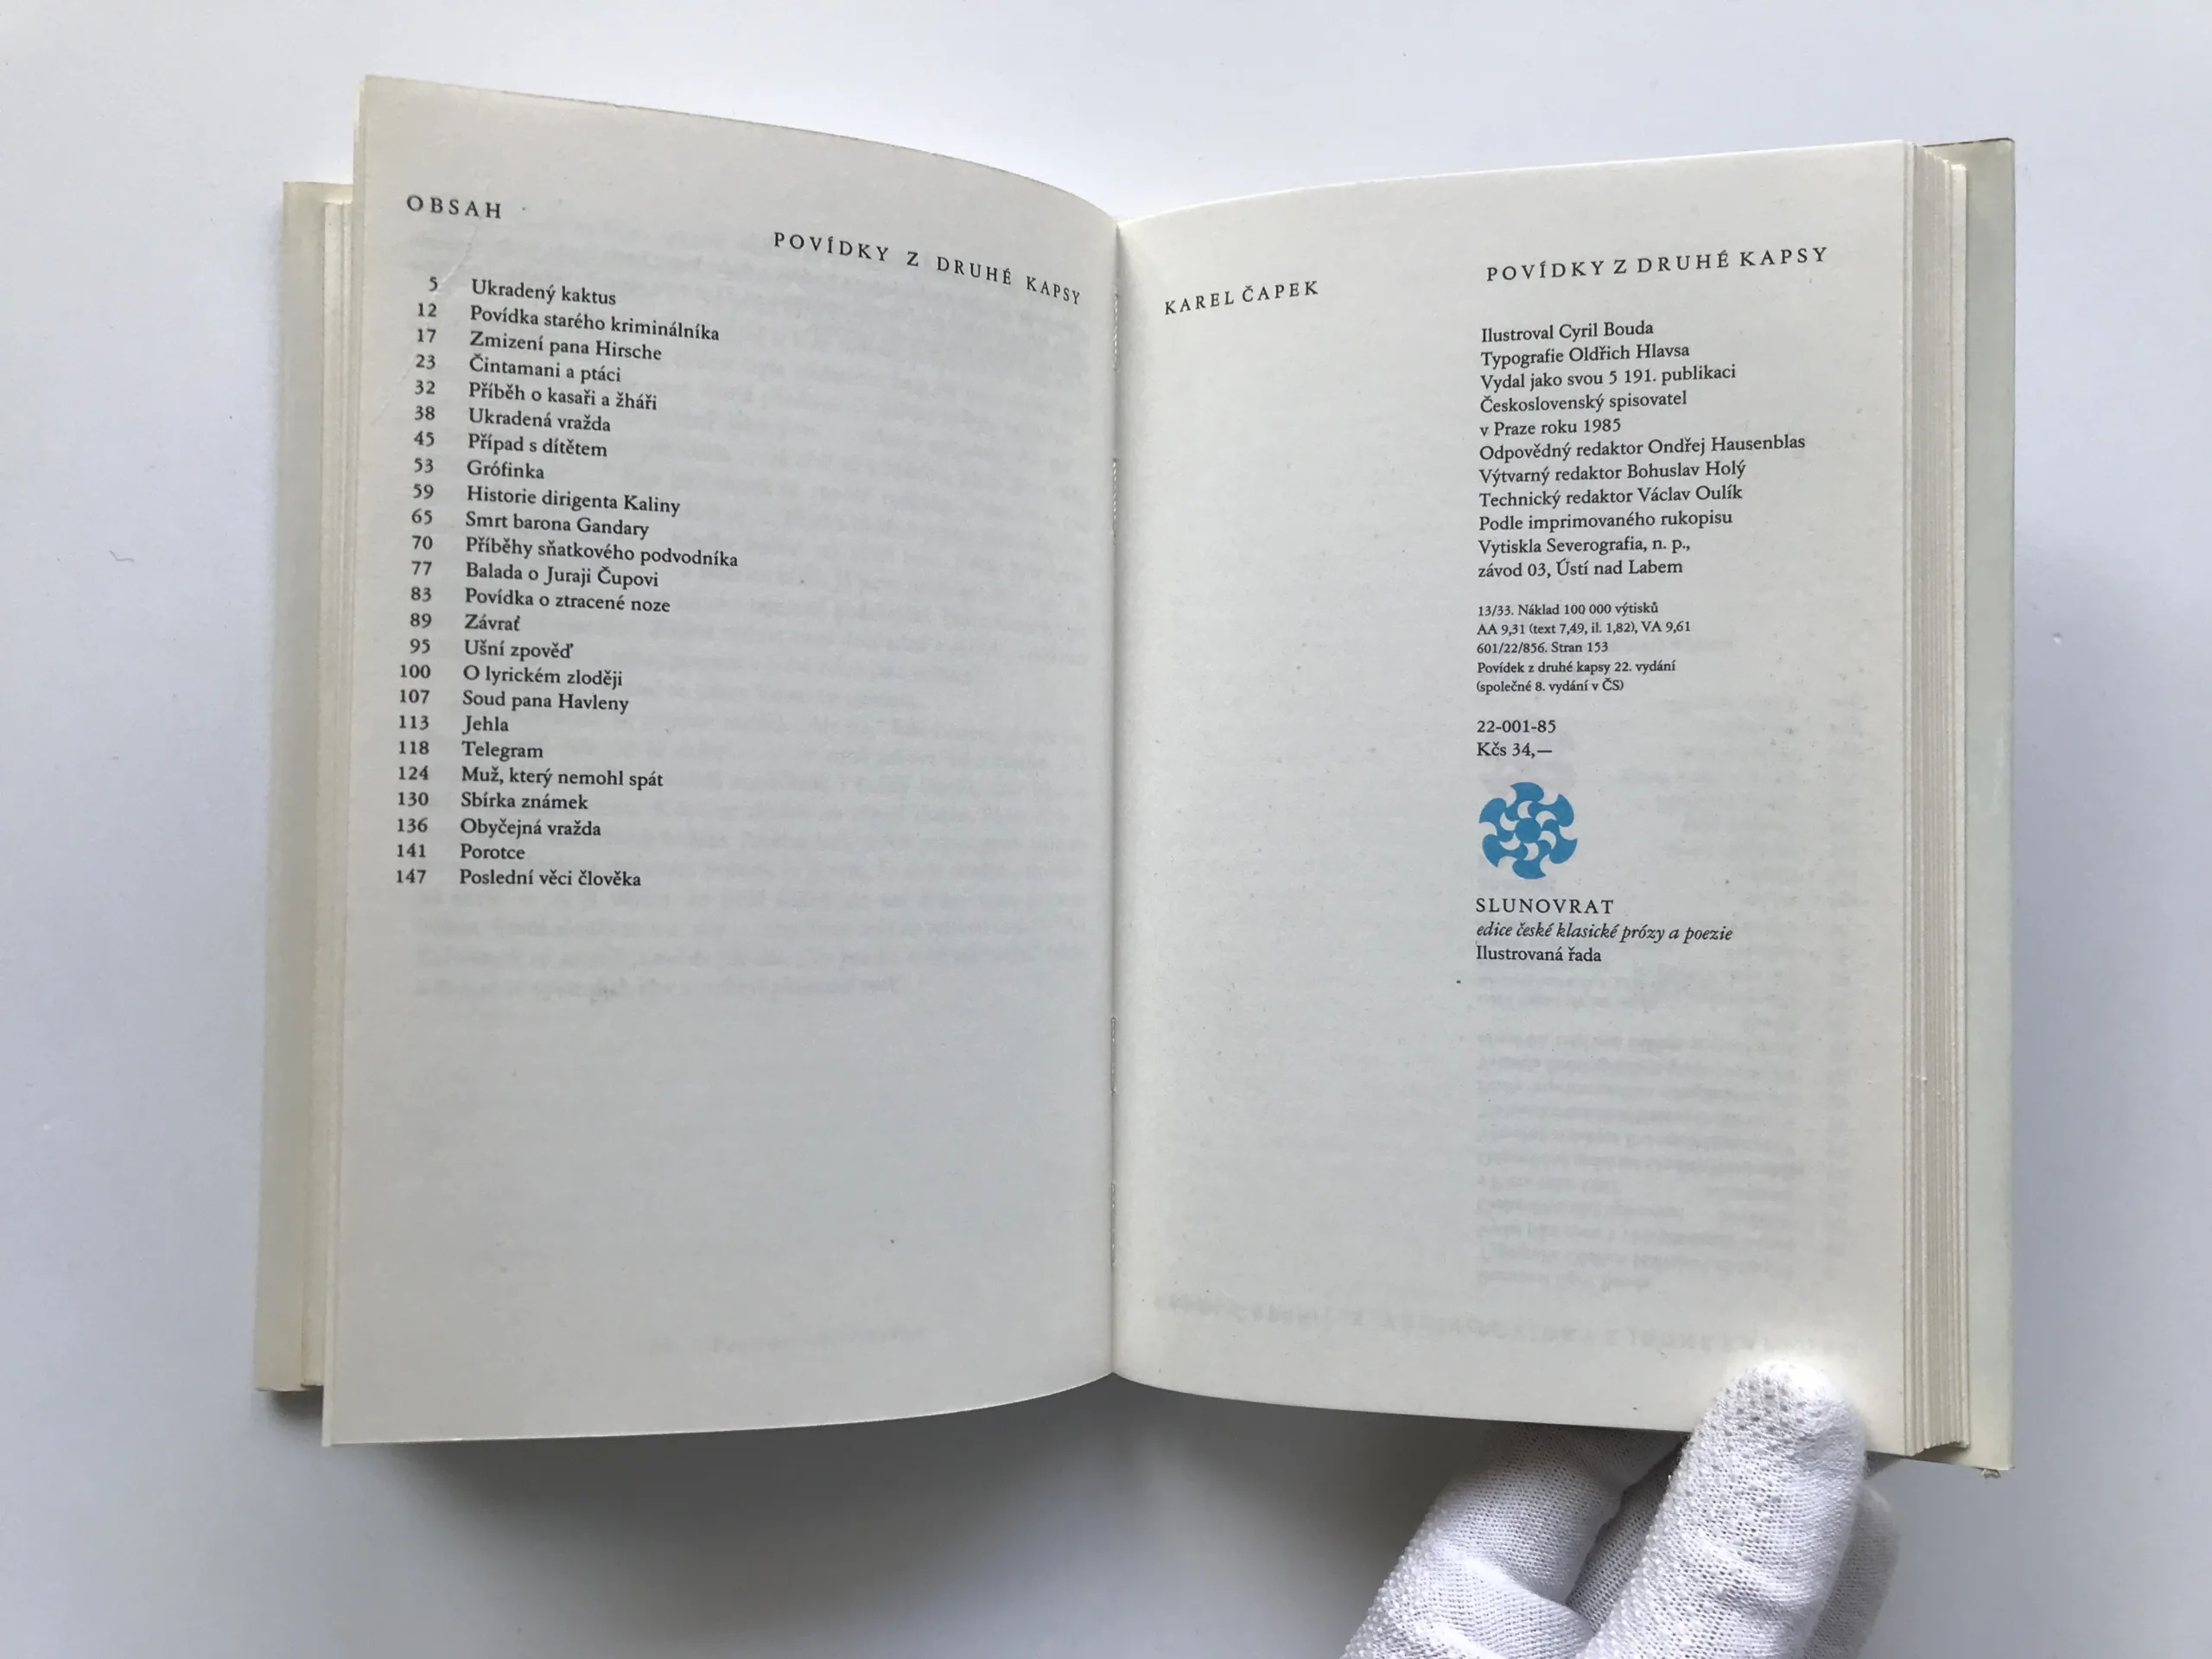 OBSAH
POVÍDKY Z DRUHÉ KAPSY
5 Ukradený kaktus
12 Povídka starého kriminálníka
17 Zmizení pana Hirsche
23 Čintamani a ptáci
32 Příběh o kasaři a žháři
38 Ukradená vražda
45 Případ s dítětem
53 Grófinka
59 Historie dirigenta Kaliny
65 Smrt barona Gandary
70 Příběhy sňatkového podvodníka
77 Balada o Juraji Čupovi
83 Povídka o ztracené noze
89 Závrať
95 Ušní zpověď
100 O lyrickém zloději
107 Soud pana Havleny
113 Jehla
118 Telegram
124 Muž, který nemohl spát
130 Sbírka známek
136 Obyčejná vražda
141 Porotce
147 Poslední věci člověka
KAREL ČAPEK
POVÍDKY Z DRUHÉ KAPSY
Ilustroval Cyril Bouda
Typografie Oldřich Hlavsa
Vydal jako svou 5 191. publikaci
Československý spisovatel
v Praze roku 1985
Odpovědný redaktor Ondřej Hausenblas
Výtvarný redaktor Bohuslav Holý
Technický redaktor Václav Oulík
Podle imprimovaného rukopisu
Vytiskla Severografia, n. p.,
závod 03, Ústí nad Labem
13/33. Náklad 100 000 výtisků
AA 9,31 (text 7,49, il. 1,82), VA 9,61
601/22/856. Stran 153
Povídek z druhé kapsy 22. vydání
(společné 8. vydání v ČS)
22-001-85
Kčs 34,—
SLUNOVRAT
edice české klasické prózy a poezie
Ilustrovaná řada